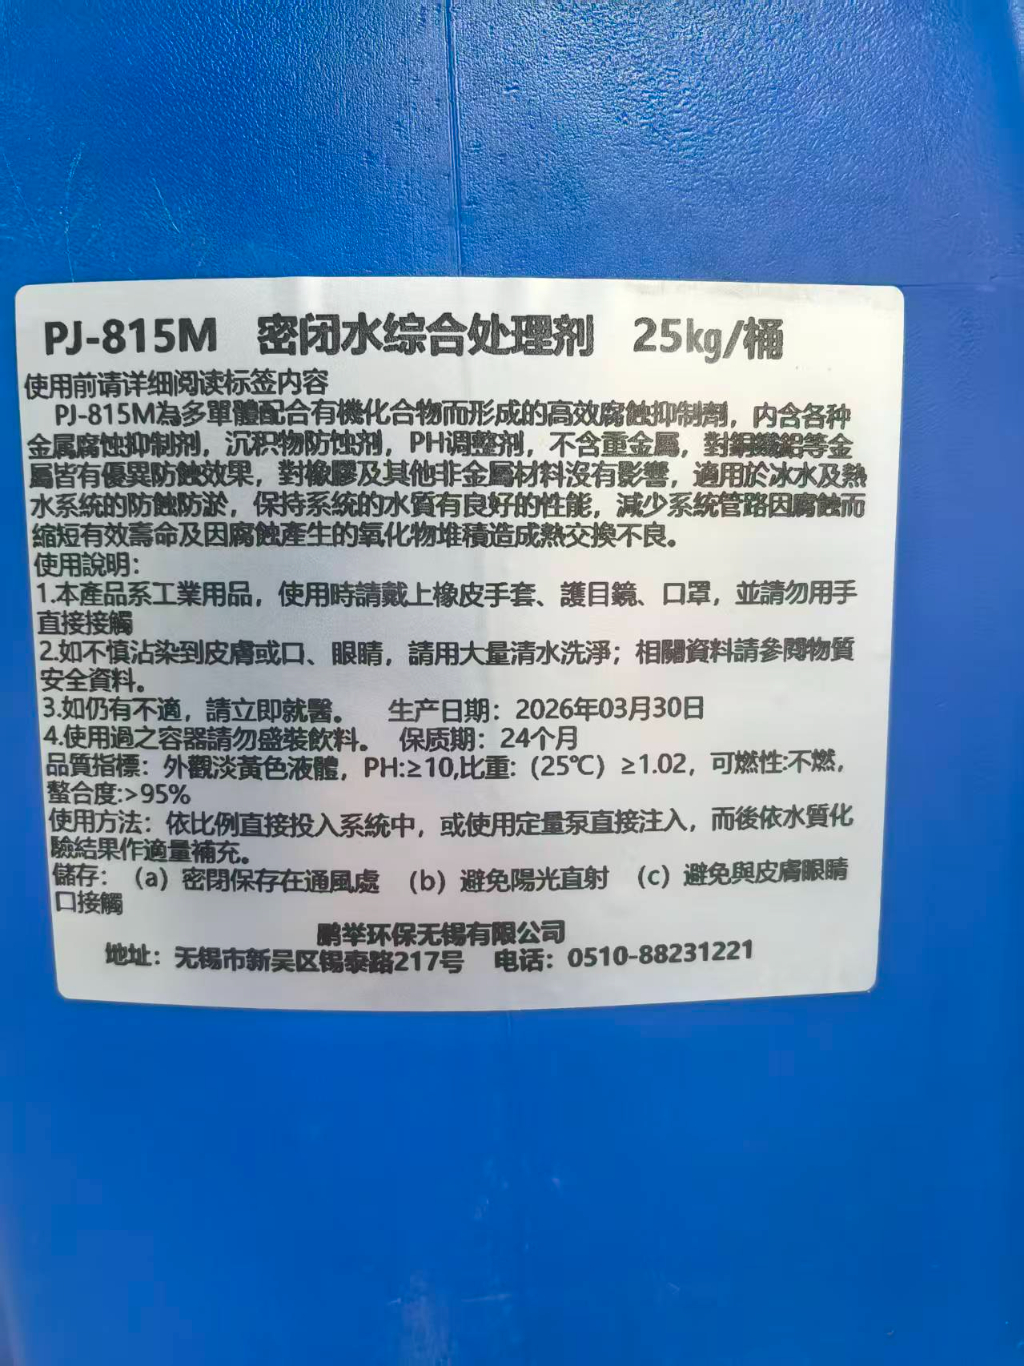 PJ-815M 密闭水综合处理剂 25kg/桶
使用前请详细阅读标签内容
PJ-815M為多單體配合有機化合物而形成的高效腐蝕抑制劑，内含各种
金属腐蚀抑制剂，沉积物防蚀剂，PH调整剂，不含重金屬，對銅鐵鋁等金
屬皆有優異防蝕效果，對橡膠及其他非金屬材料沒有影響，適用於冰水及熱
水系統的防蝕防淤，保持系統的水質有良好的性能，減少系統管路因腐蝕而
縮短有效壽命及因腐蝕產生的氧化物堆積造成熱交換不良。
使用說明：
1.本產品系工業用品，使用時請戴上橡皮手套、護目鏡、口罩，並請勿用手
直接接觸
2.如不慎沾染到皮膚或口、眼睛，請用大量清水洗淨；相關資料請參閱物質
安全資料。
3.如仍有不適，請立即就醫。 生产日期：2026年03月30日
4.使用過之容器請勿盛裝飲料。 保质期：24个月
品質指標：外觀淡黃色液體，PH:≥10,比重:（25℃）≥1.02，可燃性:不燃，
螯合度:>95%
使用方法：依比例直接投入系統中，或使用定量泵直接注入，而後依水質化
驗結果作適量補充。
儲存：（a）密閉保存在通風處 （b）避免陽光直射 （c）避免與皮膚眼睛
口接觸
鹏举环保无锡有限公司
地址：无锡市新吴区锡泰路217号 电话：0510-88231221